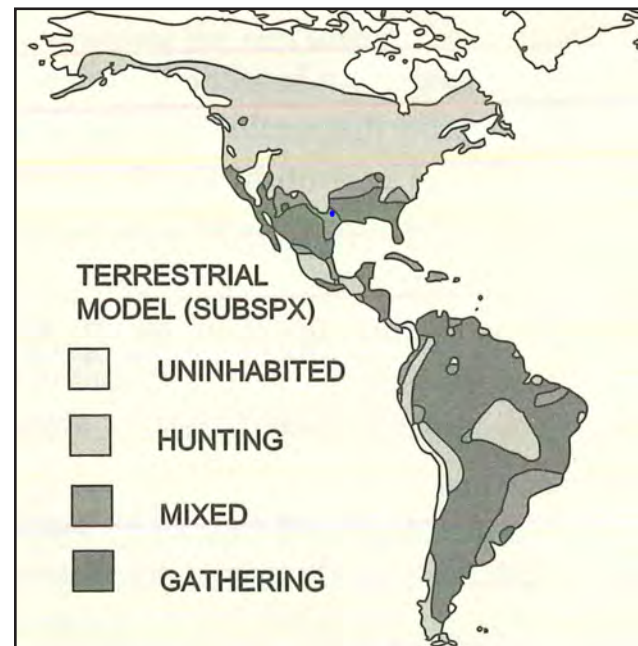 TERRESTRIAL
MODEL (SUBSPX)
UNINHABITED
HUNTING
MIXED
GATHERING